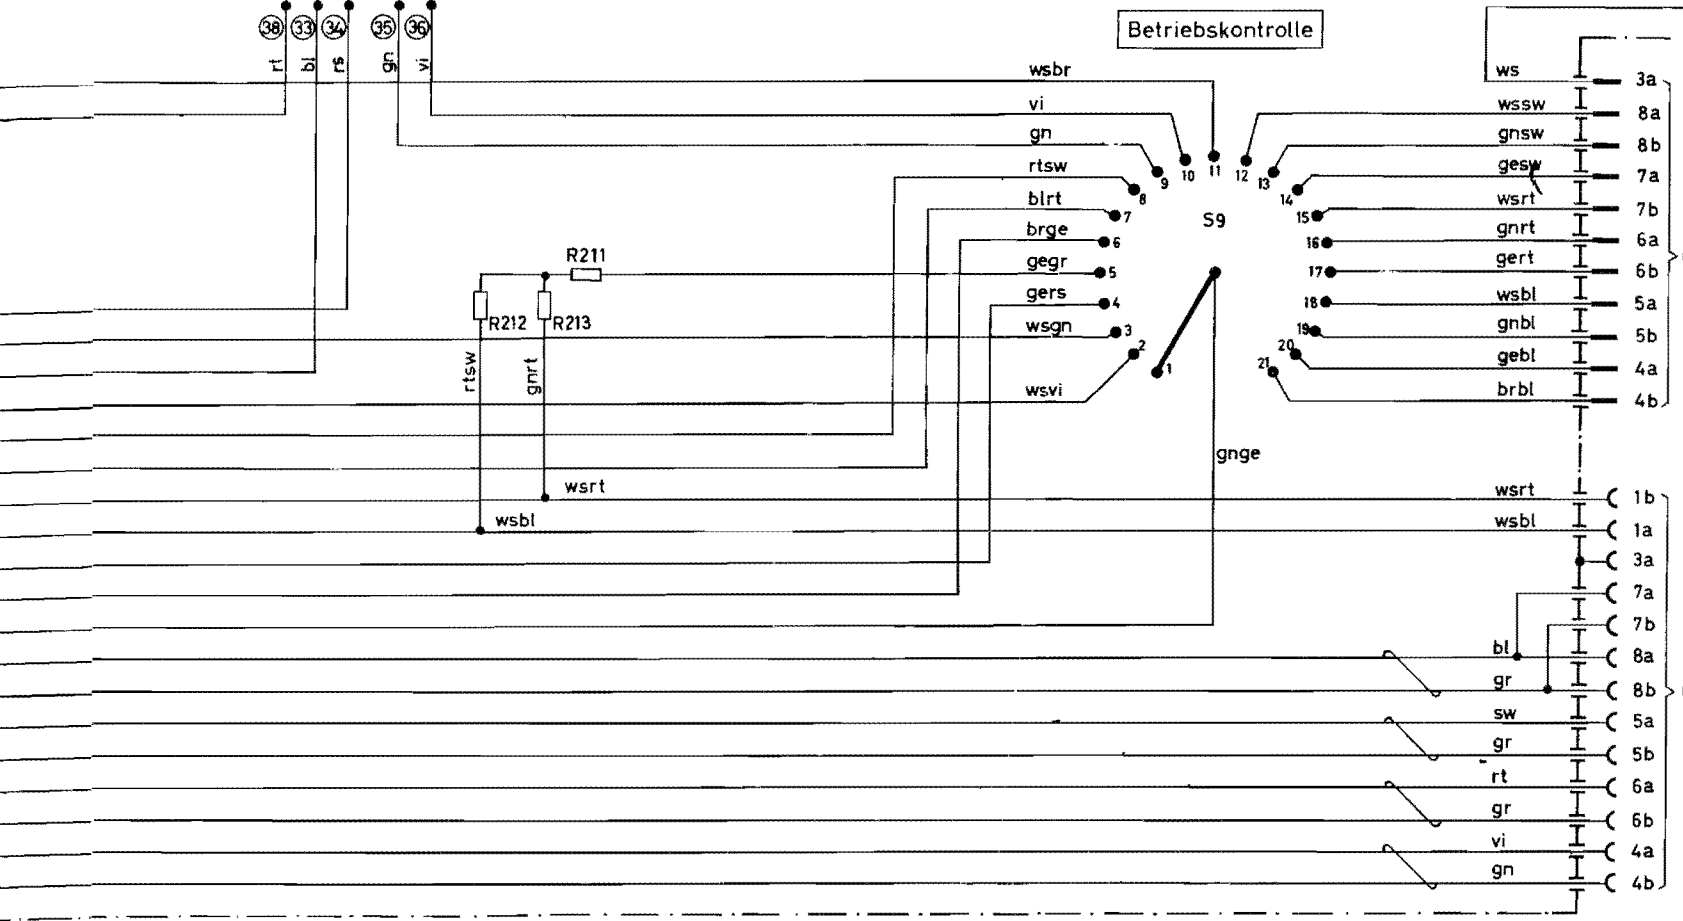 Betriebskontrolle
38 33 34 35 36
rt bl rs gn vi
wsbr
vi
gn
rtsw
blrt
brge
gegr
gers
wsgn
wsvi
R211
R212 R213
rtsw gnrt
wsrt
wsbl
S9
1
2
3
4
5
6
7
8
9
10
11
12
13
14
15
16
17
18
19
20
21
gnge
ws 3a
wssw 8a
gnsw 8b
gesw 7a
wsrt 7b
gnrt 6a
gert 6b
wsbl 5a
gnbl 5b
gebl 4a
brbl 4b
wsrt 1b
wsbl 1a
3a
7a
7b
bl 8a
gr 8b
sw 5a
gr 5b
rt 6a
gr 6b
vi 4a
gn 4b